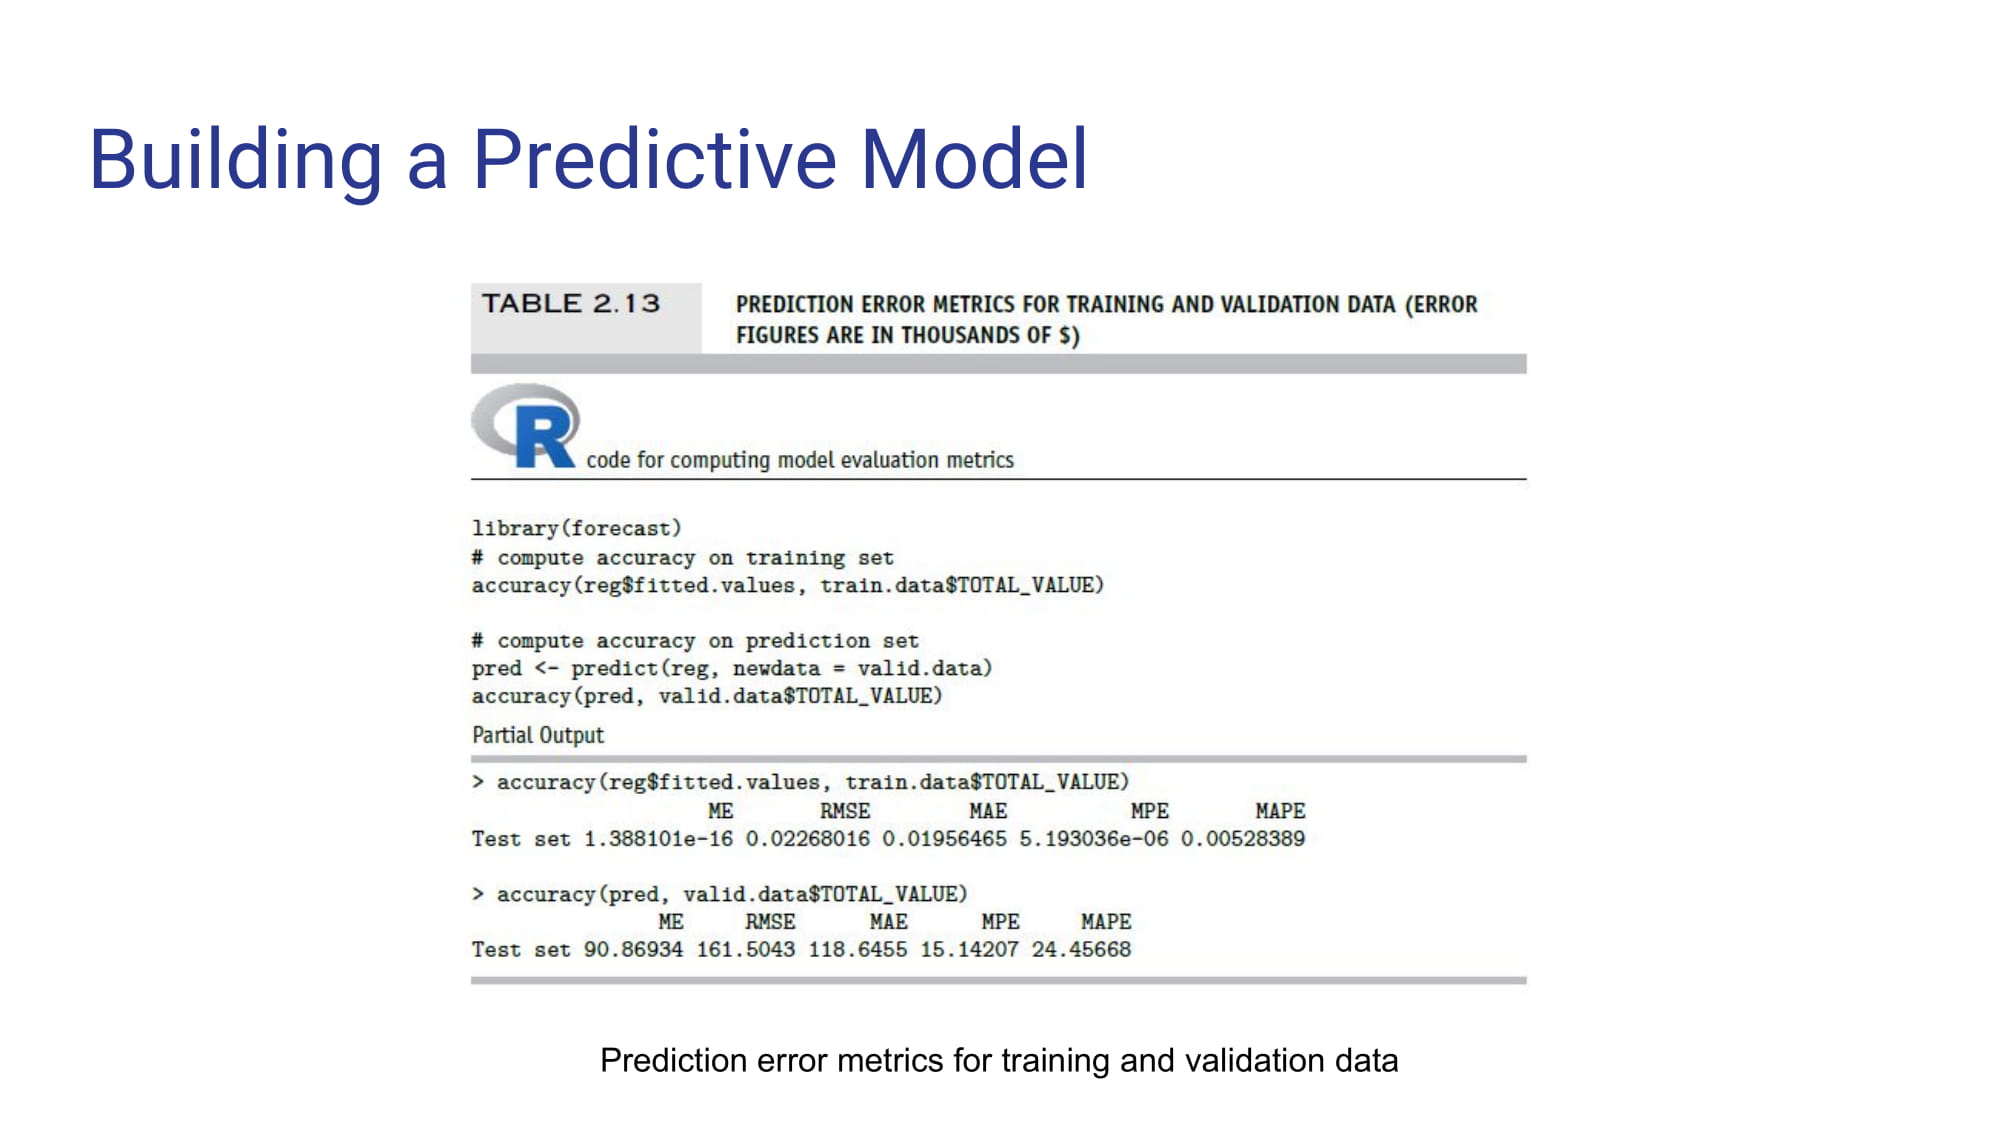 Building a Predictive Model
TABLE 2.13
PREDICTION ERROR METRICS FOR TRAINING AND VALIDATION DATA (ERROR
FIGURES ARE IN THOUSANDS OF $)
R
code for computing model evaluation metrics
library(forecast)
# compute accuracy on training set
accuracy(reg$fitted.values, train.data$TOTAL_VALUE)
# compute accuracy on prediction set
pred <- predict(reg, newdata = valid.data)
accuracy(pred, valid.data$TOTAL_VALUE)
Partial Output
> accuracy(reg$fitted.values, train.data$TOTAL_VALUE)
ME RMSE MAE MPE MAPE
Test set 1.388101e-16 0.02268016 0.01956465 5.193036e-06 0.00528389
> accuracy(pred, valid.data$TOTAL_VALUE)
ME RMSE MAE MPE MAPE
Test set 90.86934 161.5043 118.6455 15.14207 24.45668
Prediction error metrics for training and validation data